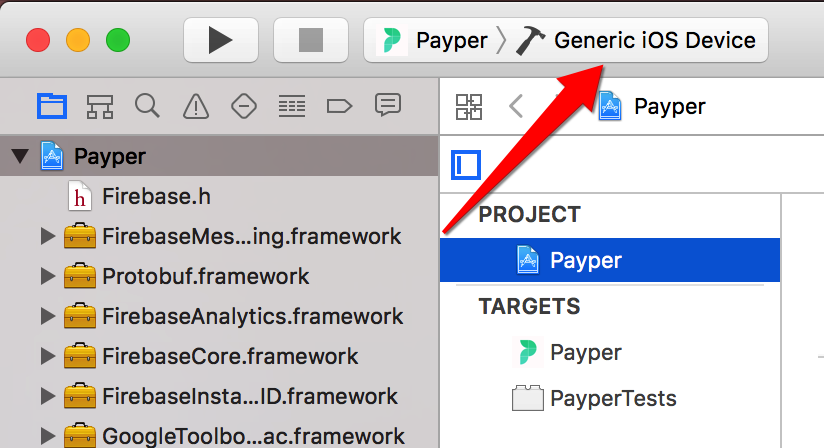 Payper
Generic iOS Device
Payper
Payper
h
Firebase.h
FirebaseMes...ing.framework
Protobuf.framework
FirebaseAnalytics.framework
FirebaseCore.framework
FirebaseInsta...ID.framework
GoogleToolbo...ac.framework
PROJECT
Payper
TARGETS
Payper
PayperTests